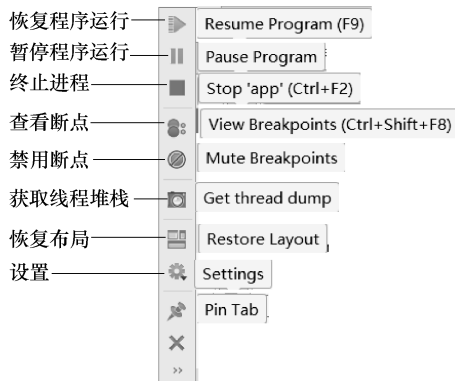 恢复程序运行 Resume Program (F9)
暂停程序运行 Pause Program
终止进程 Stop 'app' (Ctrl+F2)
查看断点 View Breakpoints (Ctrl+Shift+F8)
禁用断点 Mute Breakpoints
获取线程堆栈 Get thread dump
恢复布局 Restore Layout
设置 Settings
Pin Tab